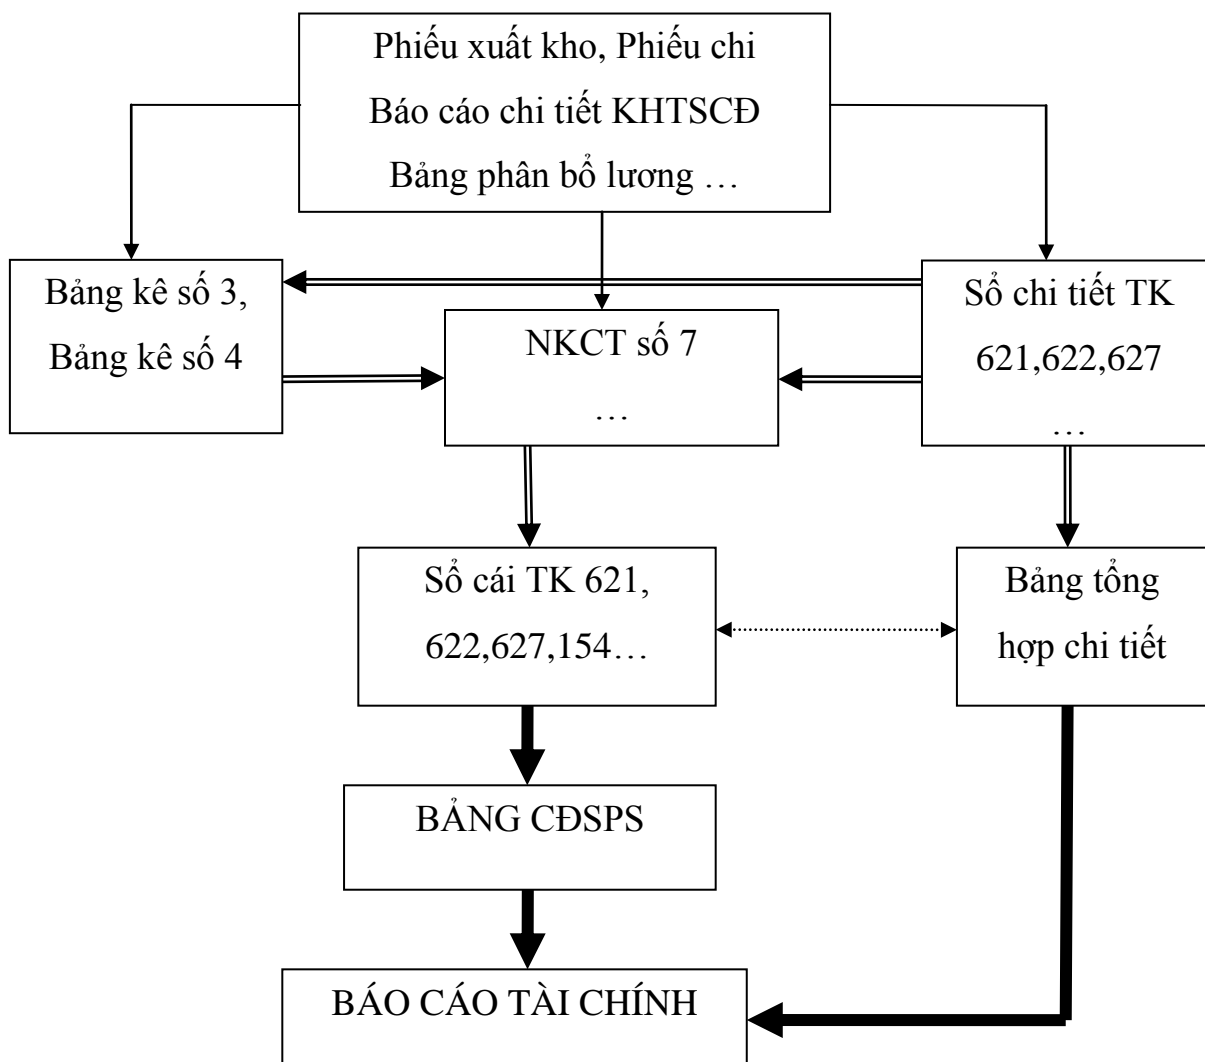 Phiếu xuất kho, Phiếu chi
Báo cáo chi tiết KHTSCĐ
Bảng phân bổ lương …
Bảng kê số 3,
Bảng kê số 4
NKCT số 7
…
Sổ chi tiết TK
621,622,627
…
Sổ cái TK 621,
622,627,154…
Bảng tổng
hợp chi tiết
BẢNG CĐSPS
BÁO CÁO TÀI CHÍNH